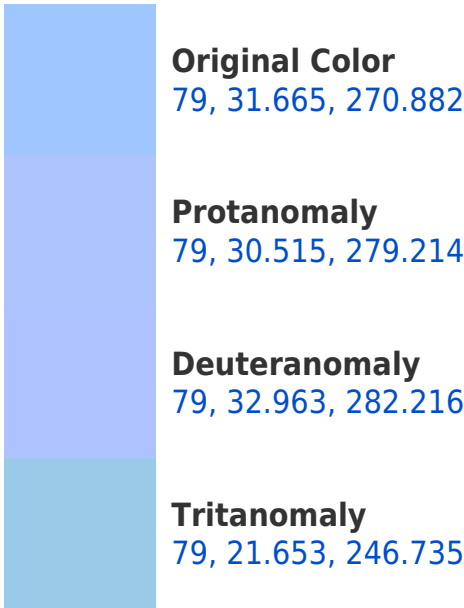 Original Color
79, 31.665, 270.882
Protanomaly
79, 30.515, 279.214
Deuteranomaly
79, 32.963, 282.216
Tritanomaly
79, 21.653, 246.735